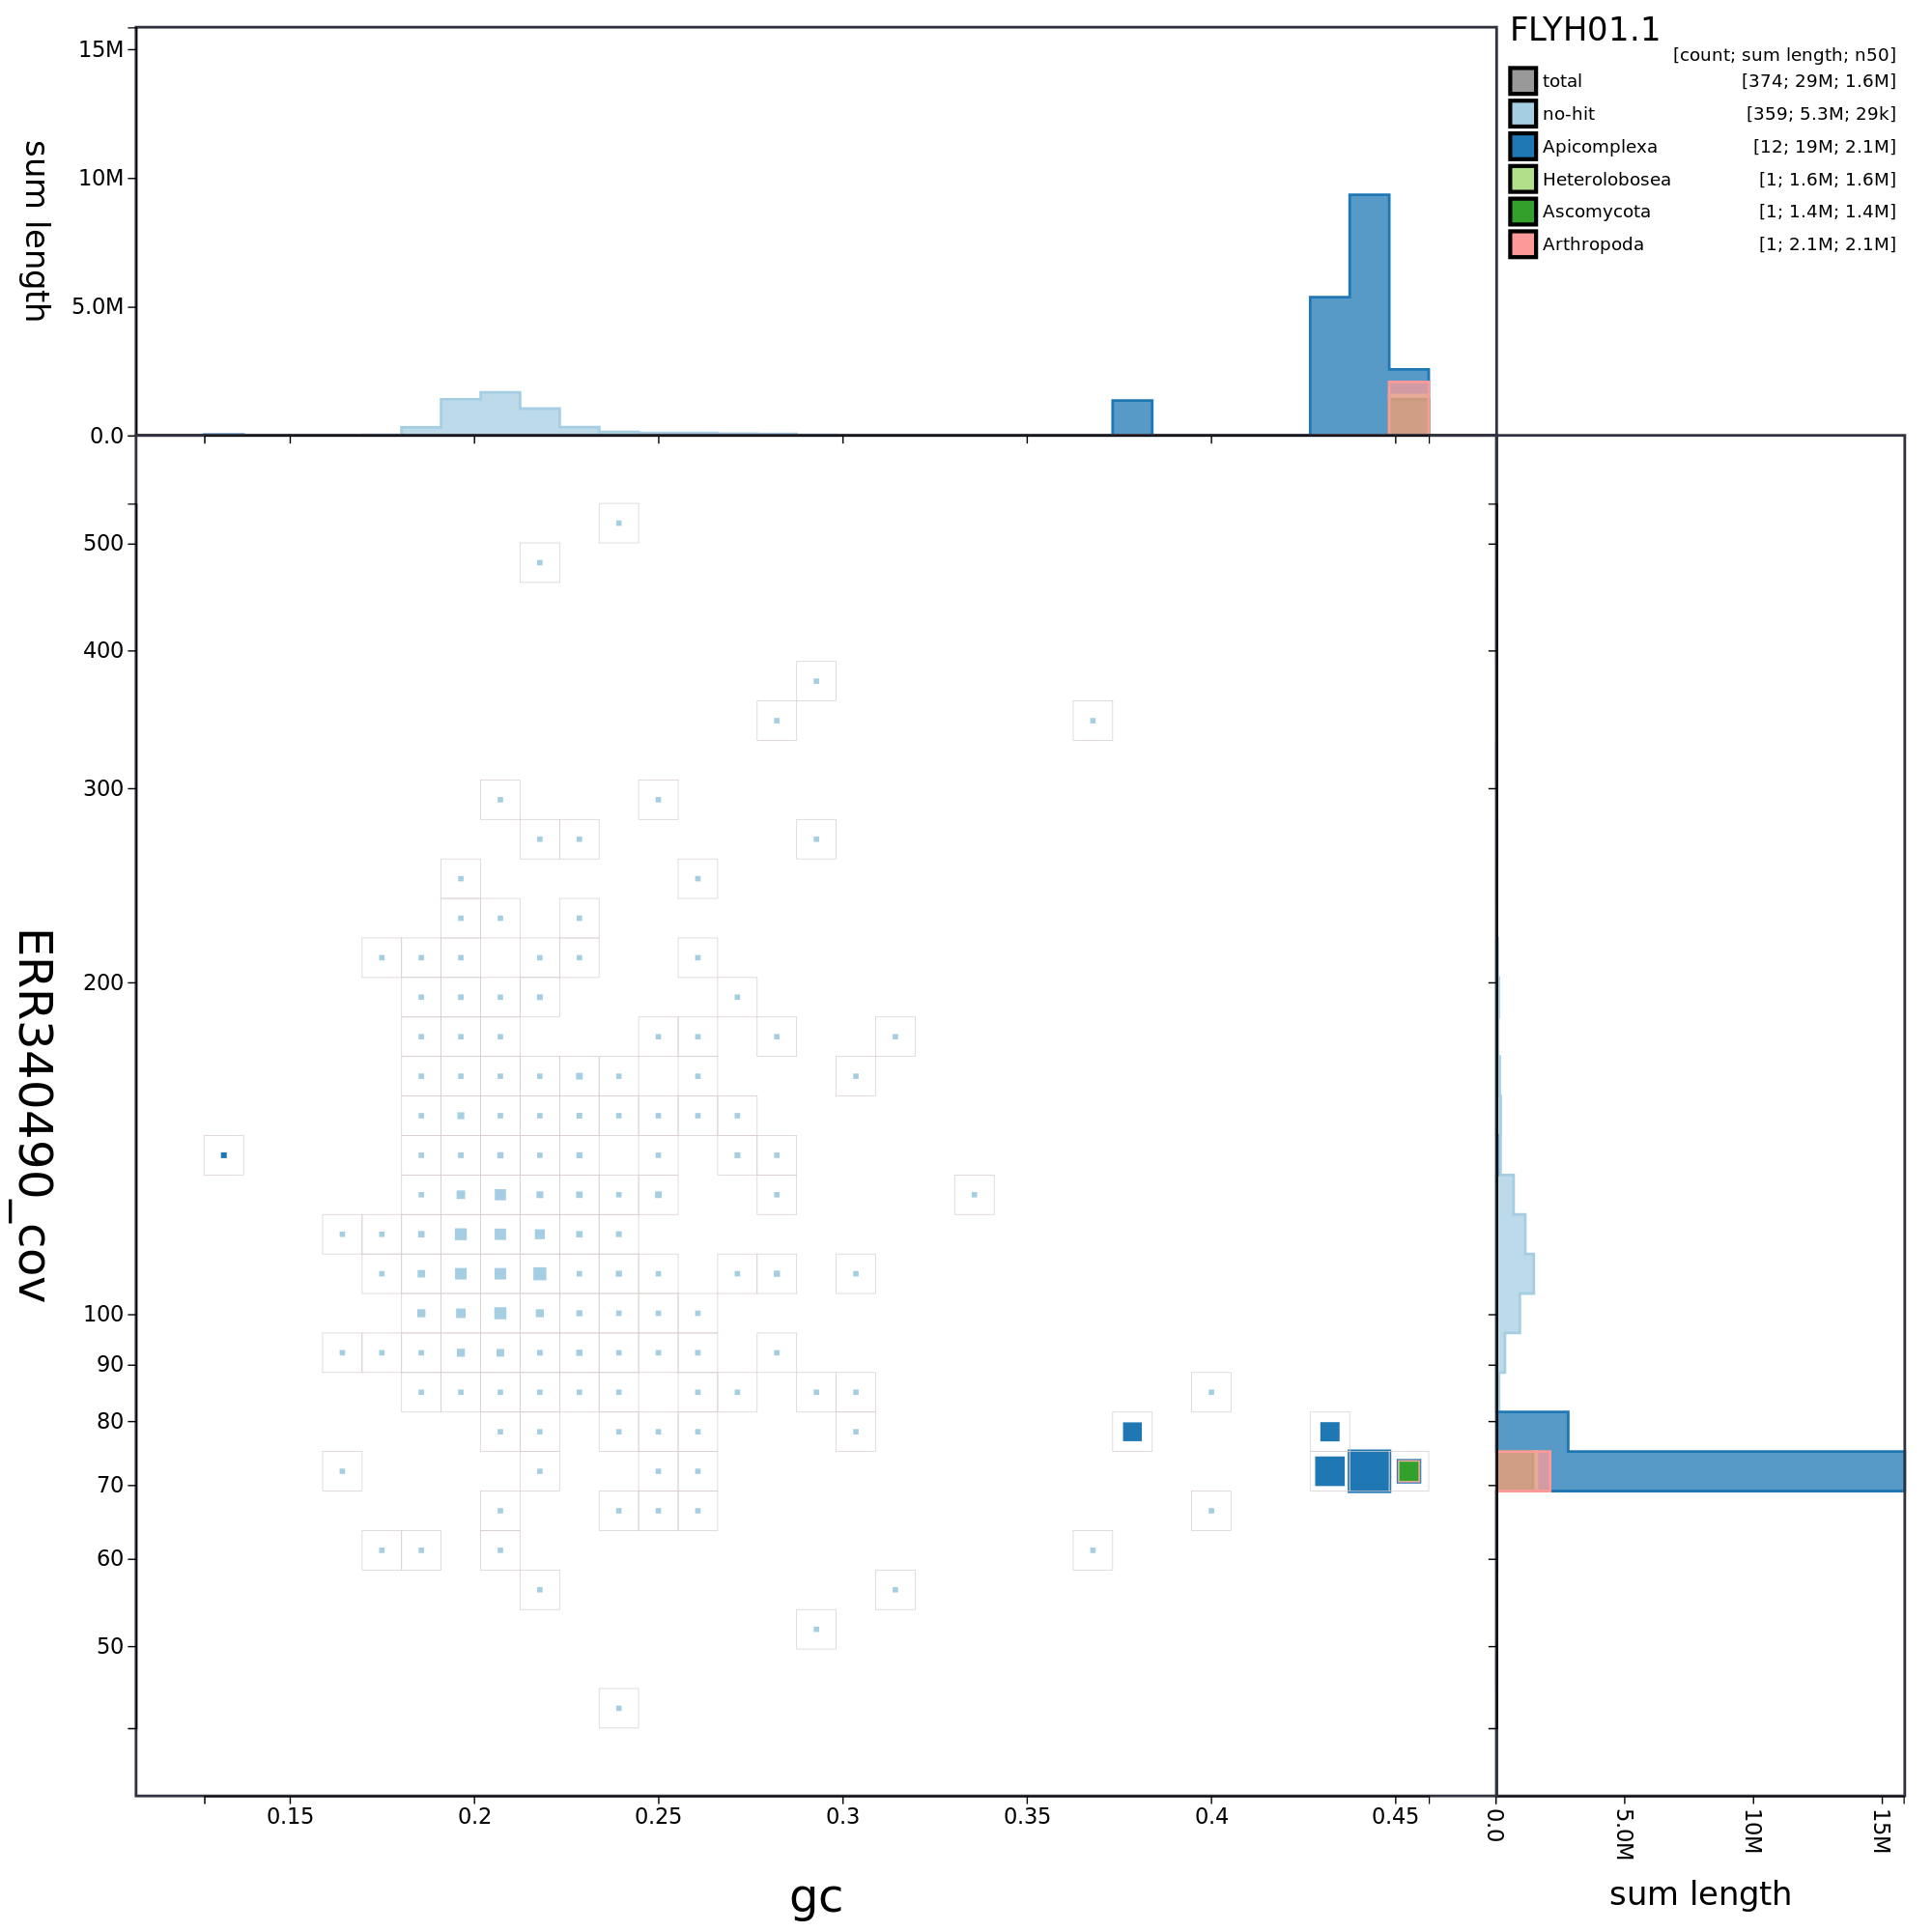 FLYH01.1
[count; sum length; n50]
total [374; 29M; 1.6M]
no-hit [359; 5.3M; 29k]
Apicomplexa [12; 19M; 2.1M]
Heterolobosea [1; 1.6M; 1.6M]
Ascomycota [1; 1.4M; 1.4M]
Arthropoda [1; 2.1M; 2.1M]
sum length
15M
10M
5.0M
0.0
ERR340490_cov
500
400
300
200
100
90
80
70
60
50
0.15 0.2 0.25 0.3 0.35 0.4 0.45
gc
0.0 5.0M 10M 15M
sum length